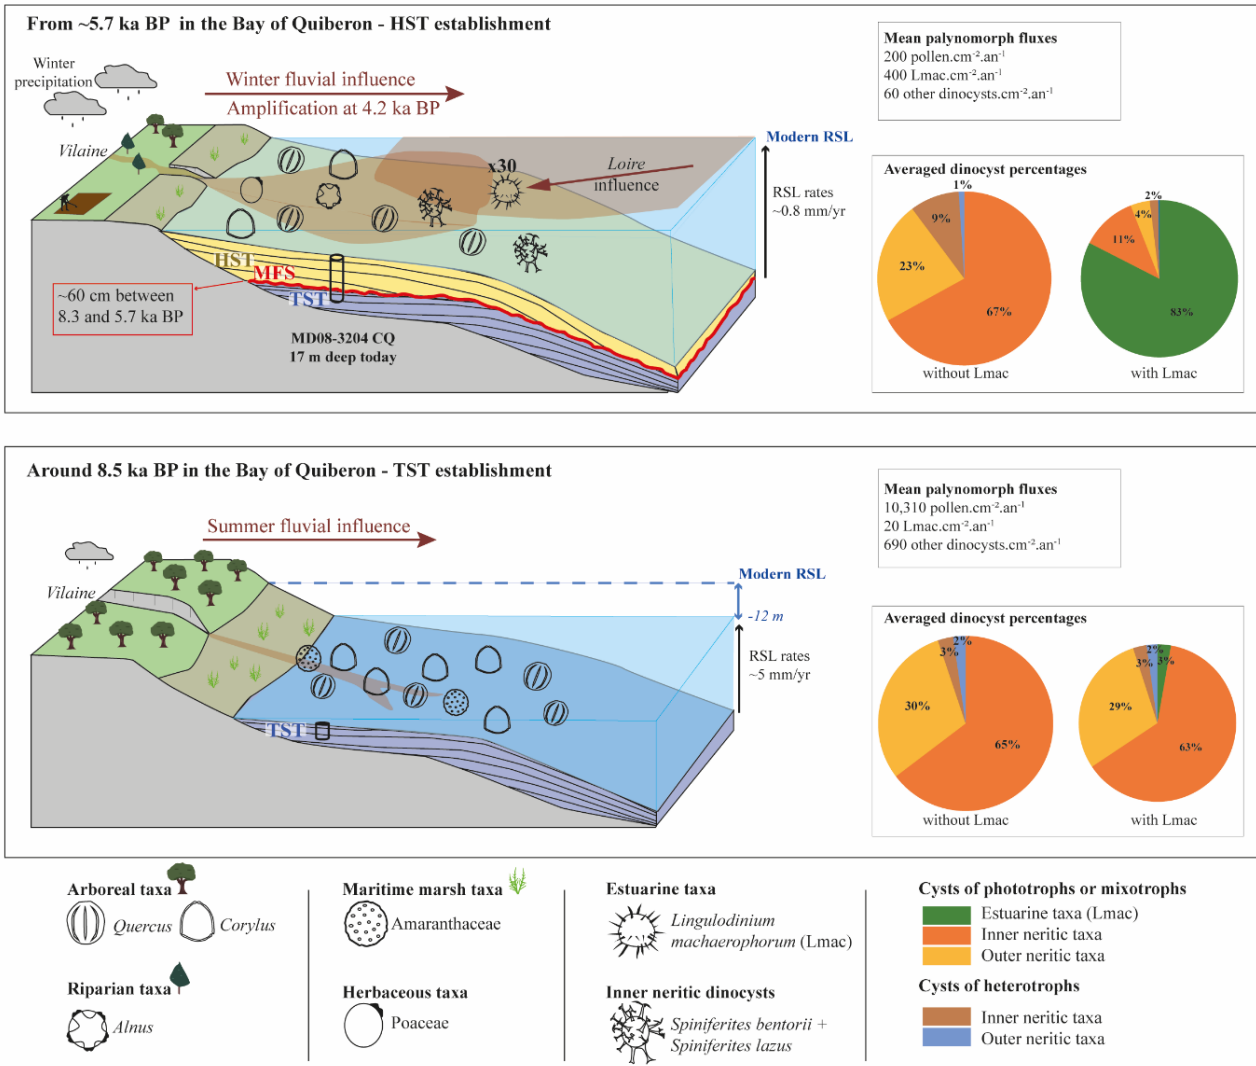 From ~5.7 ka BP in the Bay of Quiberon - HST establishment
Winter
precipitation
Winter fluvial influence
Amplification at 4.2 ka BP
Vilaine
x30
Loire
influence
Modern RSL
RSL rates
~0.8 mm/yr
HST
MFS
TST
~60 cm between
8.3 and 5.7 ka BP
MD08-3204 CQ
17 m deep today
Mean palynomorph fluxes
200 pollen.cm⁻².an⁻¹
400 Lmac.cm⁻².an⁻¹
60 other dinocysts.cm⁻².an⁻¹
Averaged dinocyst percentages
1%
9%
23%
67%
without Lmac
2%
4%
11%
83%
with Lmac
Around 8.5 ka BP in the Bay of Quiberon - TST establishment
Summer fluvial influence
Vilaine
Modern RSL
-12 m
RSL rates
~5 mm/yr
TST
Mean palynomorph fluxes
10,310 pollen.cm⁻².an⁻¹
20 Lmac.cm⁻².an⁻¹
690 other dinocysts.cm⁻².an⁻¹
Averaged dinocyst percentages
2%
3%
30%
65%
without Lmac
2%
3%
3%
29%
63%
with Lmac
Arboreal taxa
Quercus
Corylus
Riparian taxa
Alnus
Maritime marsh taxa
Amaranthaceae
Herbaceous taxa
Poaceae
Estuarine taxa
Lingulodinium
machaerophorum (Lmac)
Inner neritic dinocysts
Spiniferites bentorii +
Spiniferites lazus
Cysts of phototrophs or mixotrophs
Estuarine taxa (Lmac)
Inner neritic taxa
Outer neritic taxa
Cysts of heterotrophs
Inner neritic taxa
Outer neritic taxa